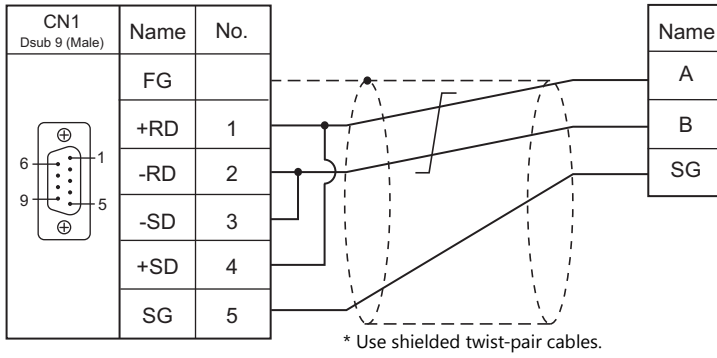 CN1
Dsub 9 (Male)
Name No.
FG
+RD 1
-RD 2
-SD 3
+SD 4
SG 5
6 1
9 5
Name
A
B
SG
* Use shielded twist-pair cables.